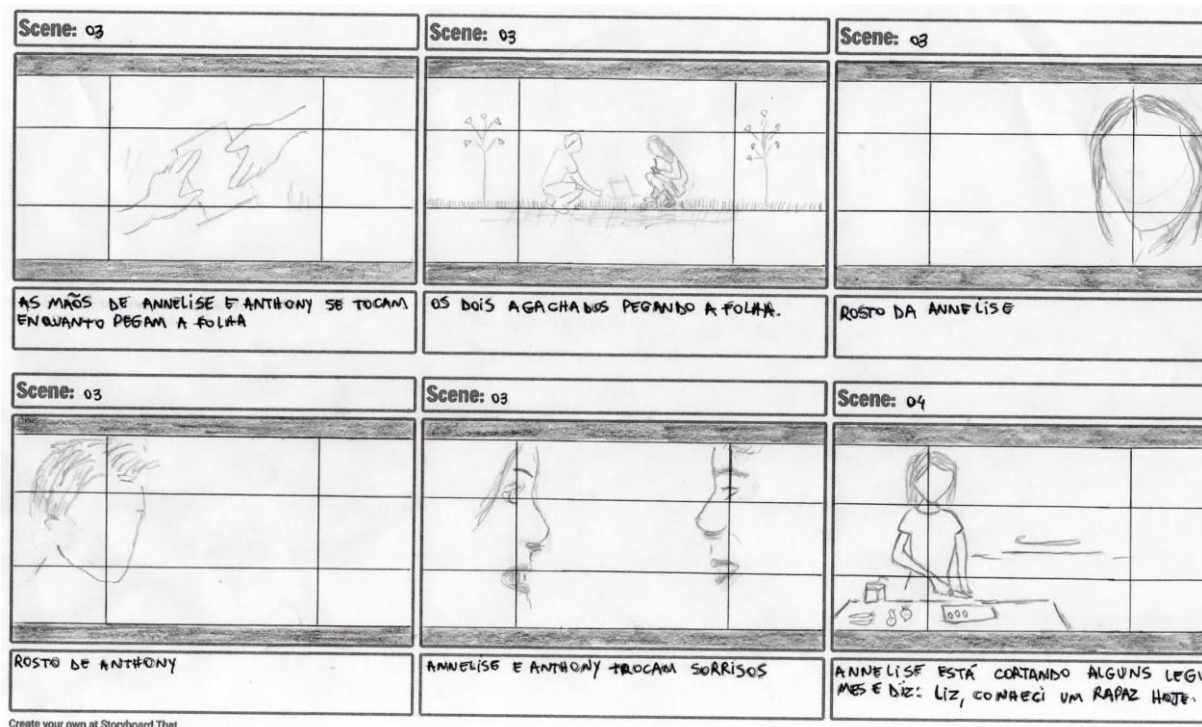 Scene: 03
AS MÃOS DE ANNELISE E ANTHONY SE TOCAM
ENQUANTO PEGAM A FOLHA
Scene: 03
OS DOIS AGACHADOS PEGANDO A FOLHA.
Scene: 03
ROSTO DA ANNELISE
Scene: 03
ROSTO DE ANTHONY
Scene: 03
ANNELISE E ANTHONY TROCAM SORRISOS
Scene: 04
ANNELISE ESTÁ CORTANDO ALGUNS LEGU
MES E DIZ: LIZ, CONHECI UM RAPAZ HOJE.
Create your own at Storyboard That